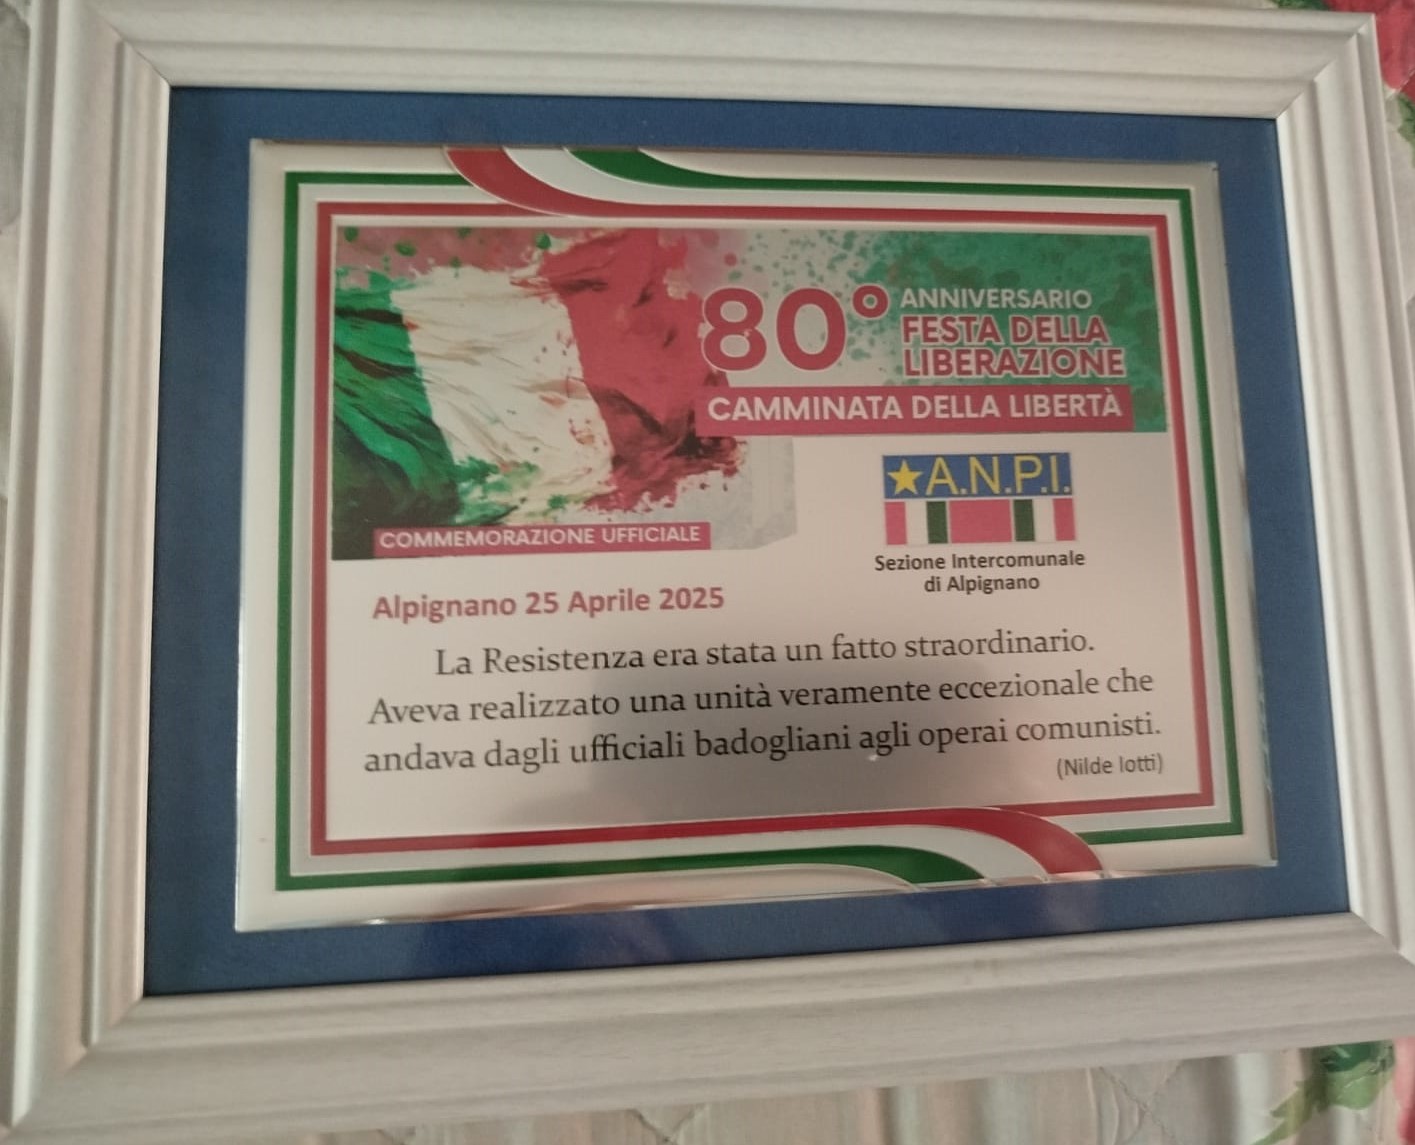 80° ANNIVERSARIO
FESTA DELLA
LIBERAZIONE
CAMMINATA DELLA LIBERTÀ
A.N.P.I.
COMMEMORAZIONE UFFICIALE
Sezione Intercomunale
di Alpignano
Alpignano 25 Aprile 2025
La Resistenza era stata un fatto straordinario.
Aveva realizzato una unità veramente eccezionale che
andava dagli ufficiali badogliani agli operai comunisti.
(Nilde Iotti)